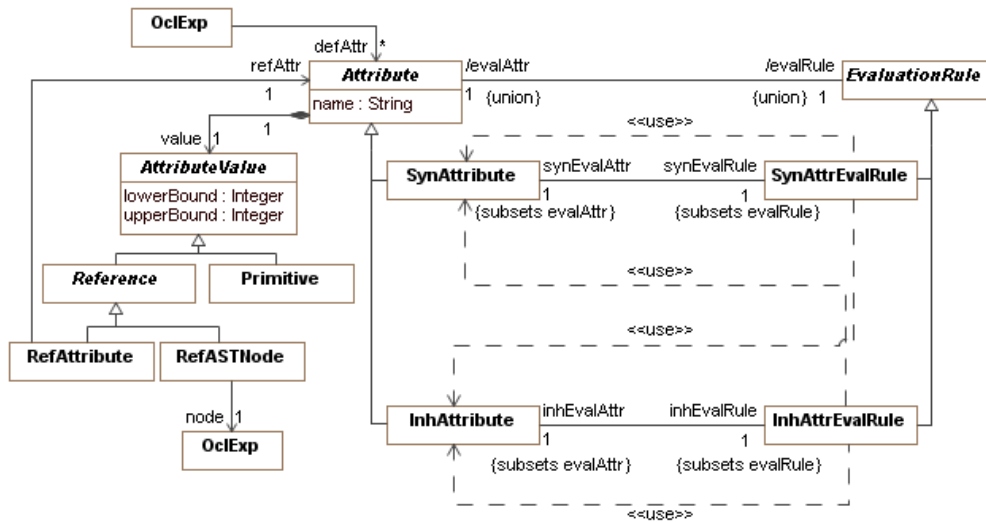 OclExp
defAttr *
refAttr
1
Attribute
name : String
/evalAttr
1 {union}
/evalRule
{union} 1
EvaluationRule
1
value 1
<<use>>
AttributeValue
lowerBound : Integer
upperBound : Integer
SynAttribute
synEvalAttr
1
{subsets evalAttr}
synEvalRule
1
{subsets evalRule}
SynAttrEvalRule
<<use>>
Reference
Primitive
<<use>>
RefAttribute
RefASTNode
node 1
OclExp
InhAttribute
inhEvalAttr
1
{subsets evalAttr}
inhEvalRule
1
{subsets evalRule}
InhAttrEvalRule
<<use>>